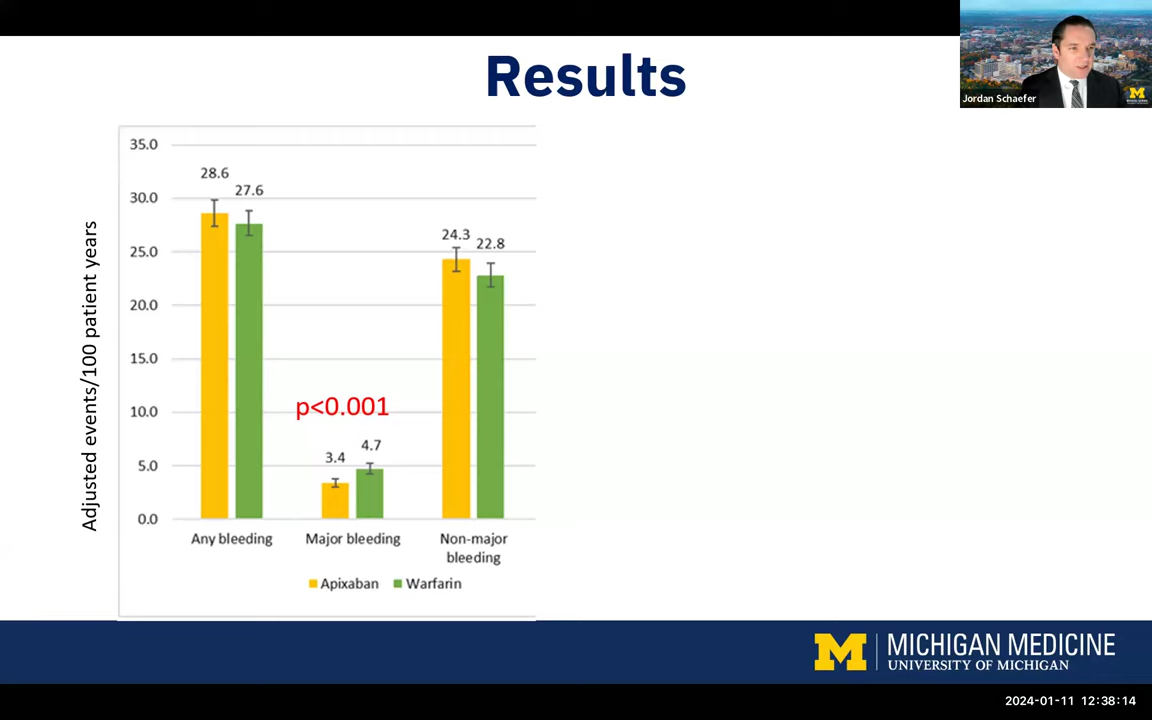 Results
Jordan Schaefer
Adjusted events/100 patient years
35.0
30.0
25.0
20.0
15.0
10.0
5.0
0.0
28.6
27.6
p<0.001
3.4
4.7
24.3
22.8
Any bleeding
Major bleeding
Non-major
bleeding
Apixaban
Warfarin
M
MICHIGAN MEDICINE
UNIVERSITY OF MICHIGAN
2024-01-11 12:38:14